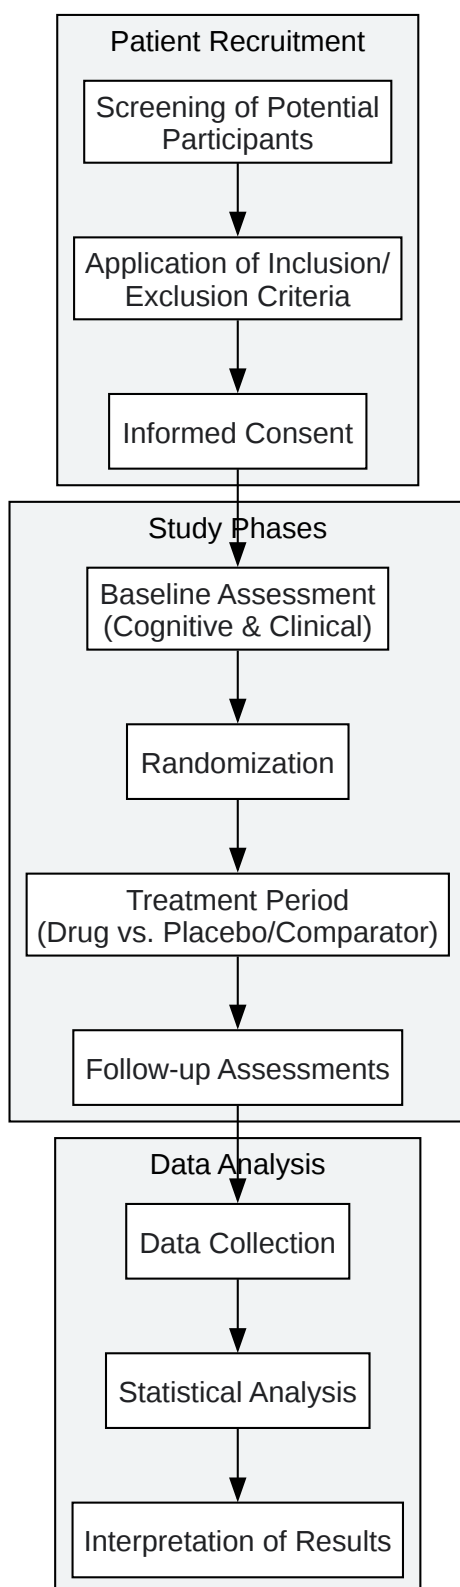 Patient Recruitment
Screening of Potential
Participants
Application of Inclusion/
Exclusion Criteria
Informed Consent
Study Phases
Baseline Assessment
(Cognitive & Clinical)
Randomization
Treatment Period
(Drug vs. Placebo/Comparator)
Follow-up Assessments
Data Analysis
Data Collection
Statistical Analysis
Interpretation of Results